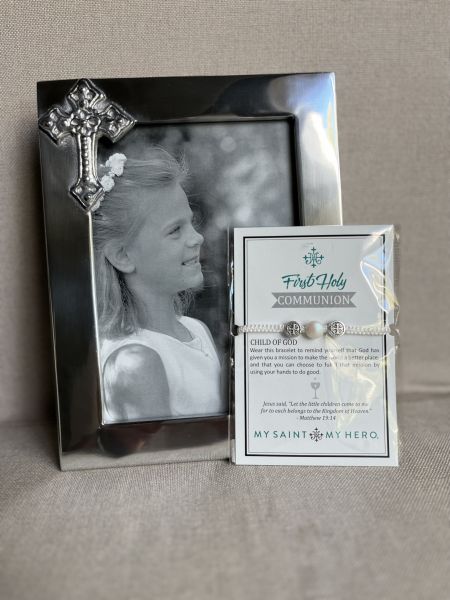 First Holy
COMMUNION
CHILD OF GOD
Wear this bracelet to remind yourself that God has
given you a mission to make the world a better place
and that you can choose to fulfill that mission by
using your hands to do good.
Jesus said, "Let the little children come to me
for to such belongs to the Kingdom of Heaven."
- Matthew 19:14
MY SAINT MY HERO.